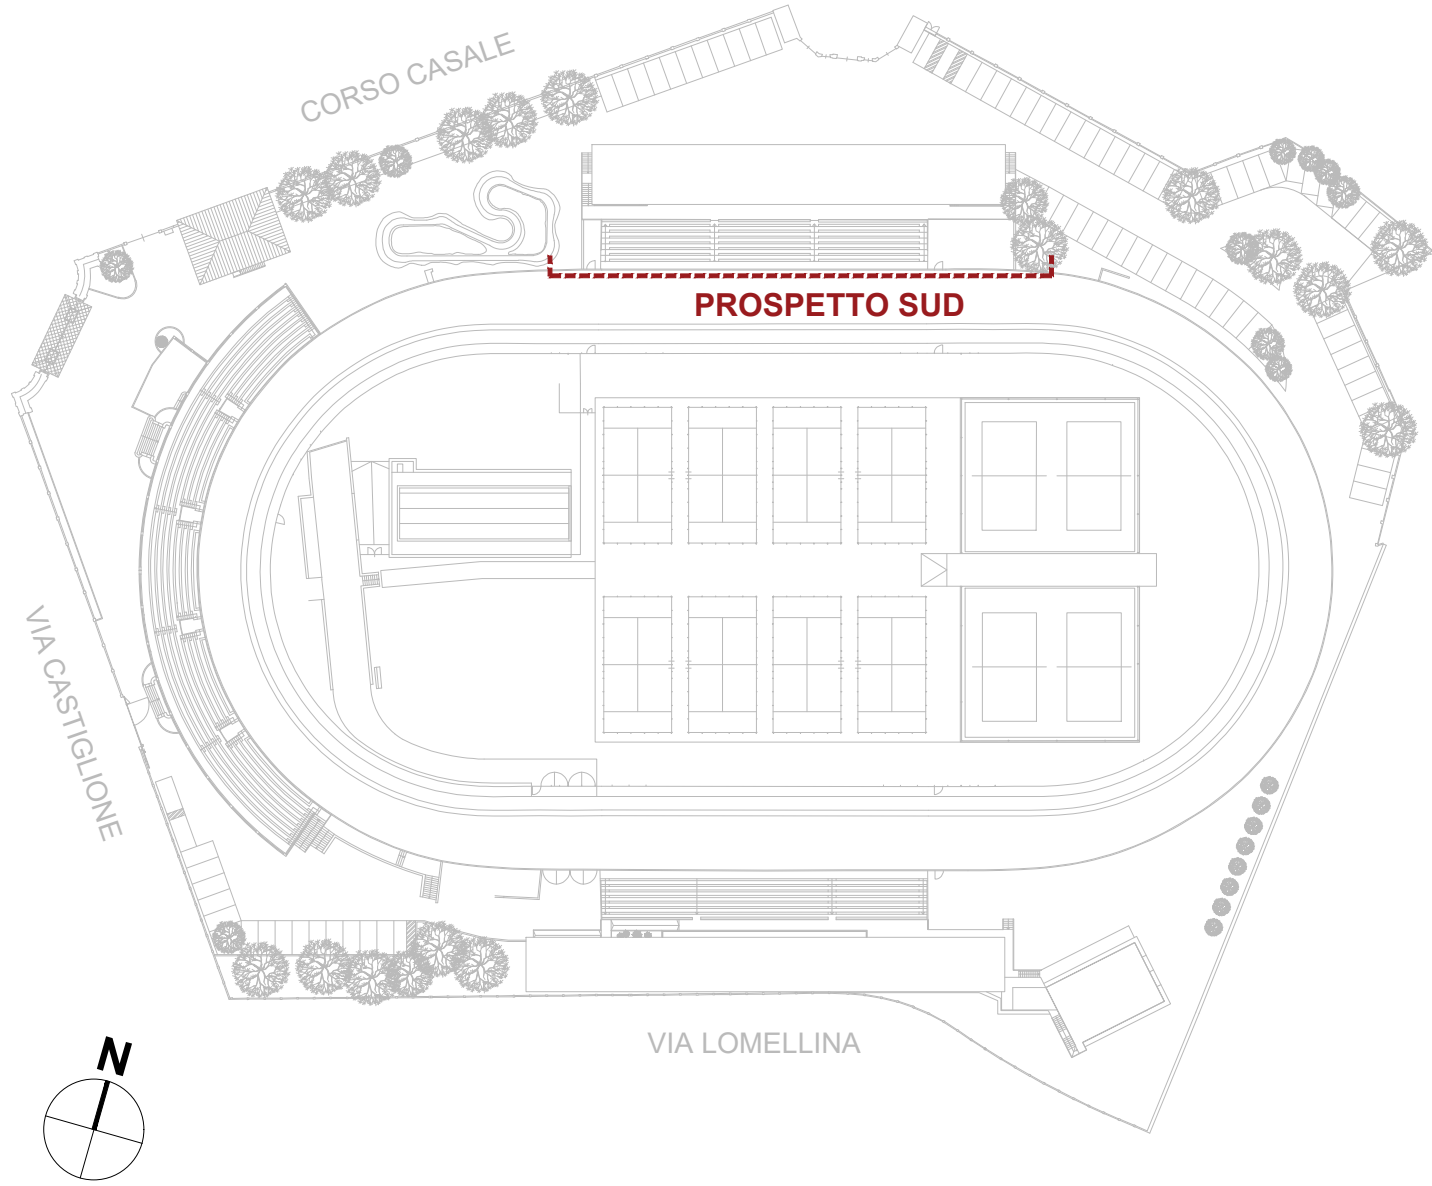 CORSO CASALE
PROSPETTO SUD
VIA CASTIGLIONE
VIA LOMELLINA
N